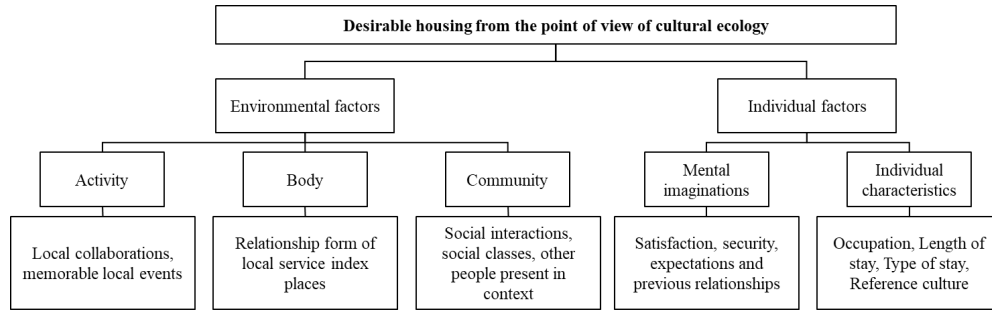 Desirable housing from the point of view of cultural ecology
Environmental factors
Individual factors
Activity
Body
Community
Mental
imaginations
Individual
characteristics
Local collaborations,
memorable local events
Relationship form of
local service index
places
Social interactions,
social classes, other
people present in
context
Satisfaction, security,
expectations and
previous relationships
Occupation, Length of
stay, Type of stay,
Reference culture